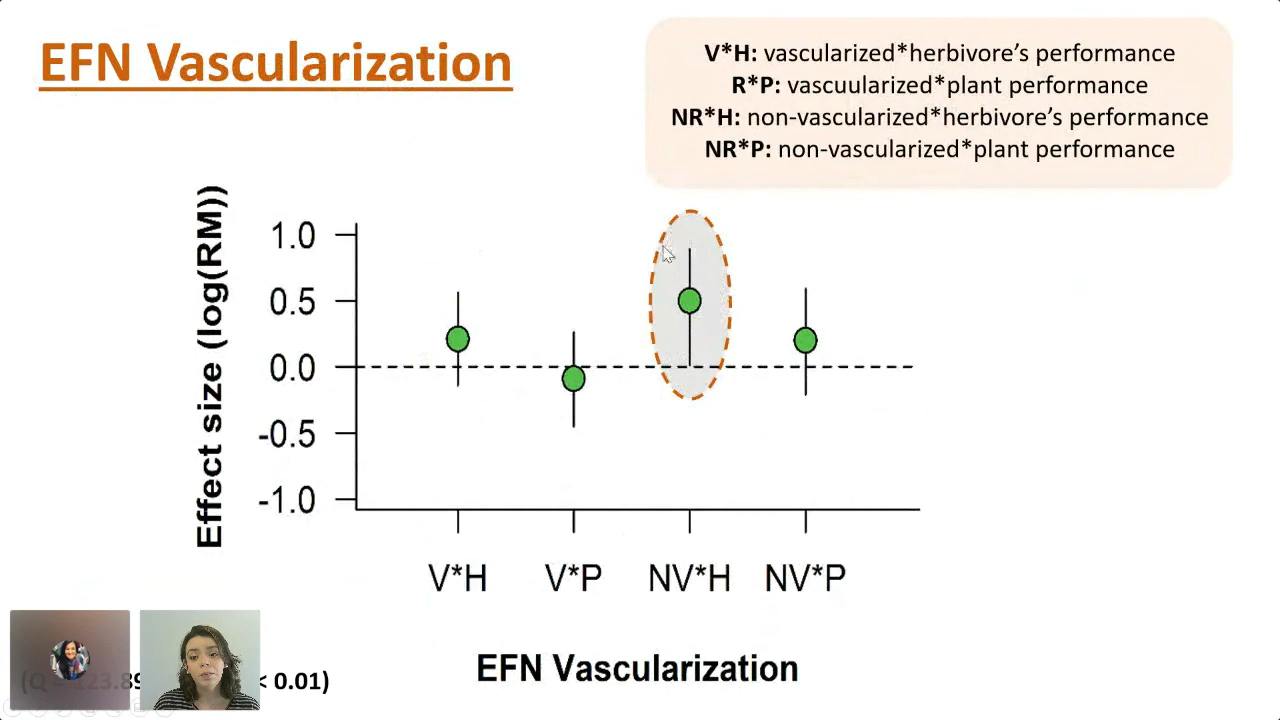 EFN Vascularization
V*H: vascularized*herbivore's performance
R*P: vascuularized*plant performance
NR*H: non-vascularized*herbivore's performance
NR*P: non-vascularized*plant performance
Effect size (log(RM))
1.0
0.5
0.0
-0.5
-1.0
V*H V*P NV*H NV*P
EFN Vascularization
(Q < 0.01)